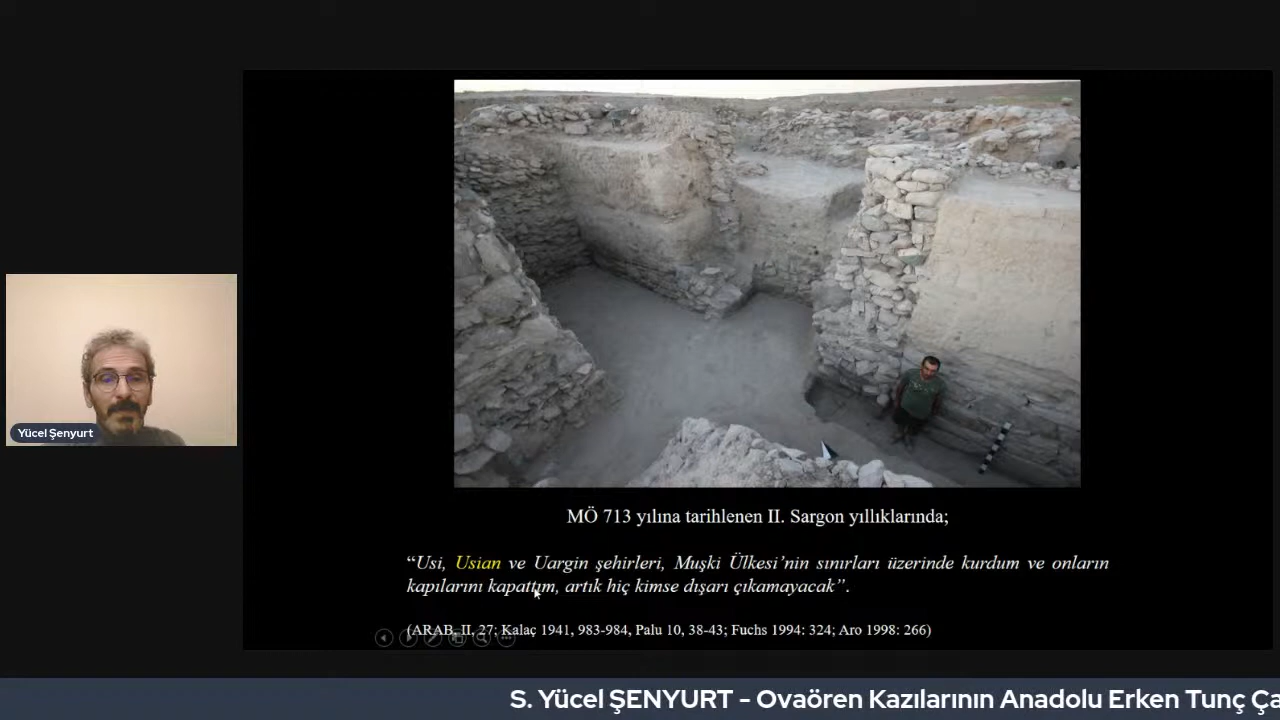 MÖ 713 yılına tarihlenen II. Sargon yıllıklarında;
“Usi, Usian ve Uargin şehirleri, Muşki Ülkesi’nin sınırları üzerinde kurdum ve onların
kapılarını kapattım, artık hiç kimse dışarı çıkamayacak”.
(ARAB, II, 27; Kalaç 1941, 983-984, Palu 10, 38-43; Fuchs 1994: 324; Aro 1998: 266)
Yücel Şenyurt
S. Yücel ŞENYURT - Ovaören Kazılarının Anadolu Erken Tunç Ça